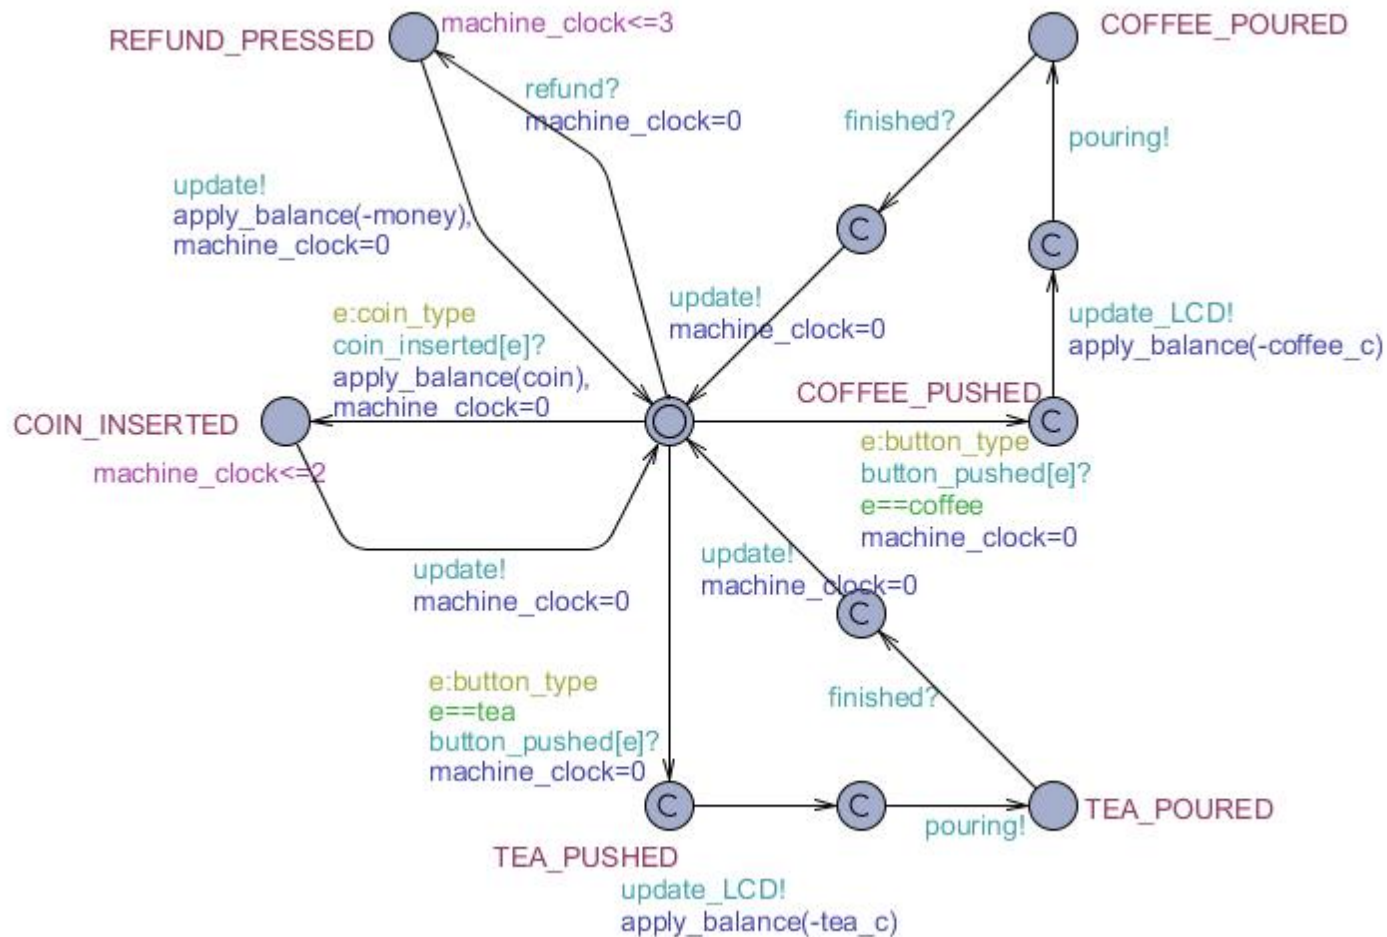 REFUND_PRESSED
machine_clock<=3
COFFEE_POURED
refund?
machine_clock=0
finished?
pouring!
update!
apply_balance(-money),
machine_clock=0
C
C
update!
machine_clock=0
update_LCD!
apply_balance(-coffee_c)
e:coin_type
coin_inserted[e]?
apply_balance(coin),
machine_clock=0
COFFEE_PUSHED
COIN_INSERTED
C
machine_clock<=2
e:button_type
button_pushed[e]?
e==coffee
machine_clock=0
update!
machine_clock=0
update!
machine_clock=0
C
e:button_type
e==tea
button_pushed[e]?
machine_clock=0
finished?
C
C
pouring!
TEA_POURED
TEA_PUSHED
update_LCD!
apply_balance(-tea_c)